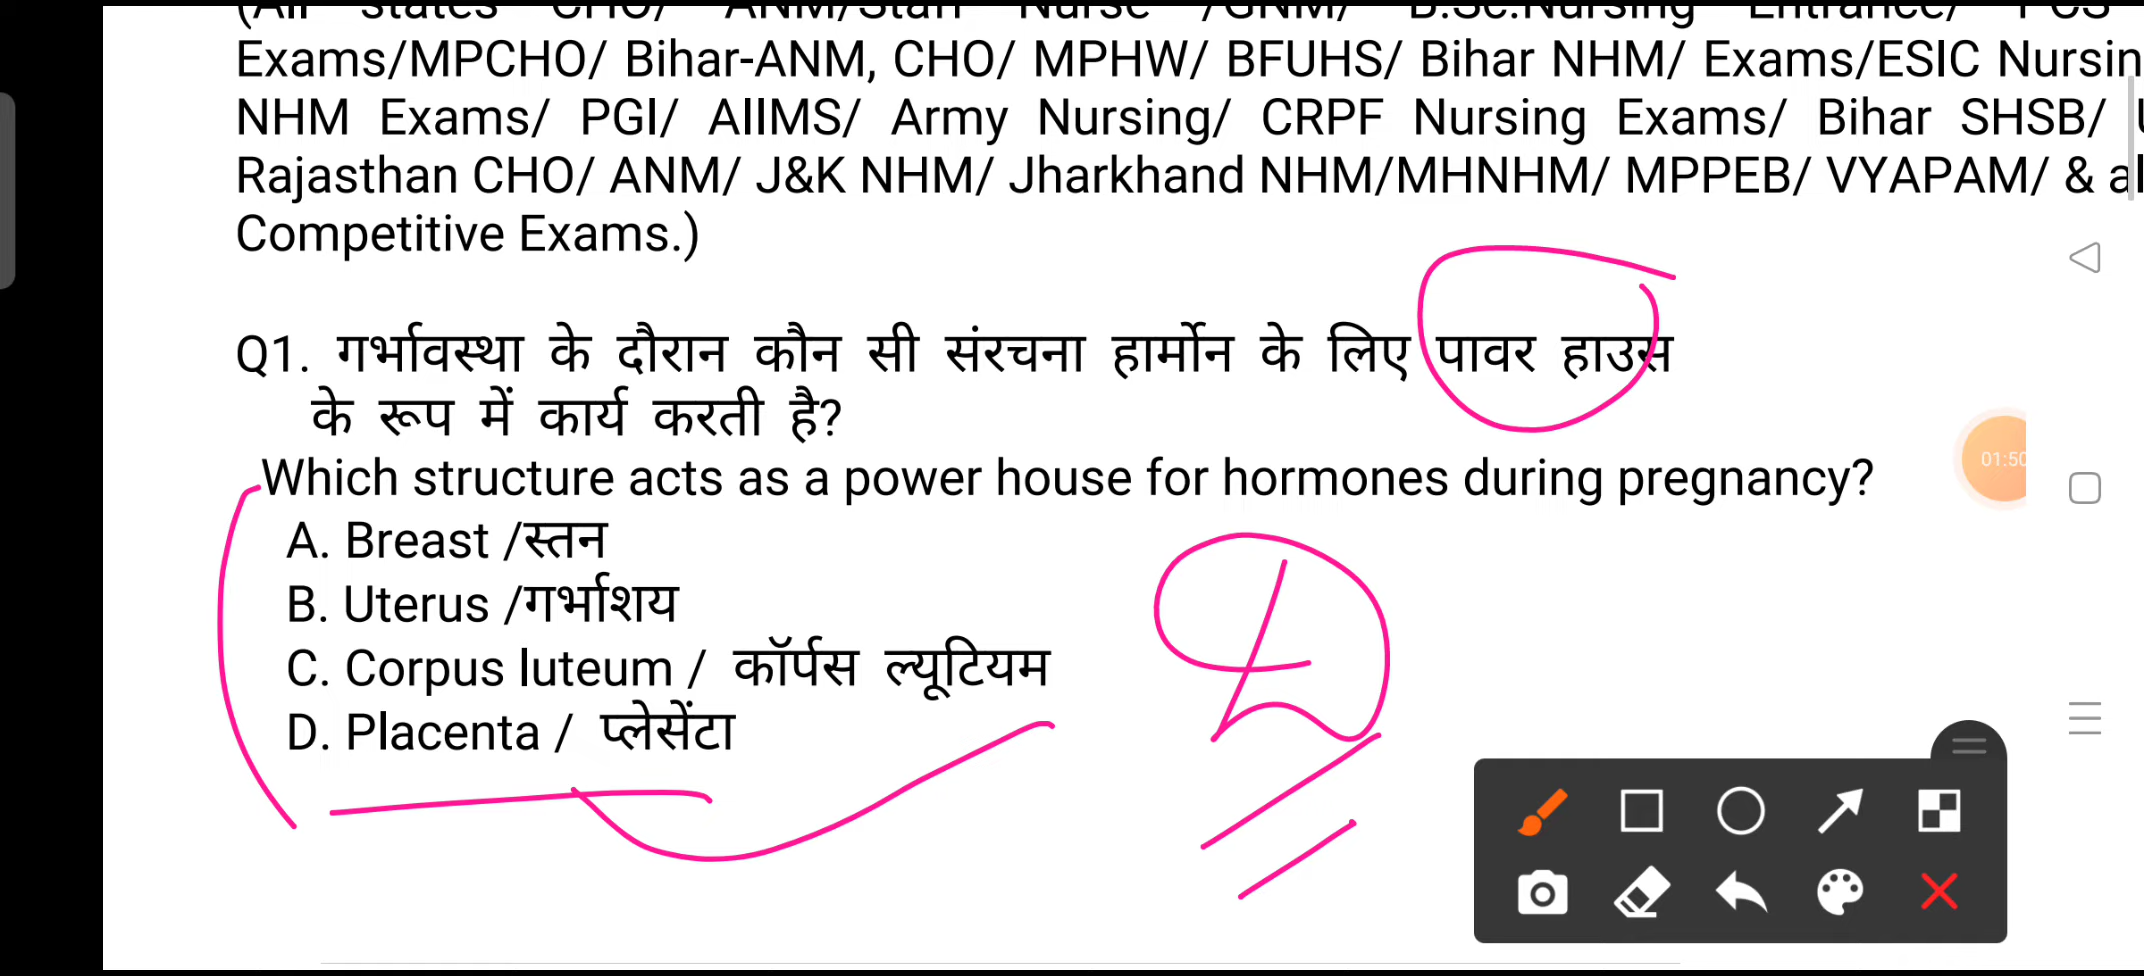 Exams/MPCHO/ Bihar-ANM, CHO/ MPHW/ BFUHS/ Bihar NHM/ Exams/ESIC Nursin
NHM Exams/ PGI/ AIIMS/ Army Nursing/ CRPF Nursing Exams/ Bihar SHSB/
Rajasthan CHO/ ANM/ J&K NHM/ Jharkhand NHM/MHNHM/ MPPEB/ VYAPAM/ & al
Competitive Exams.)
Q1. गर्भावस्था के दौरान कौन सी संरचना हार्मोन के लिए पावर हाउस
के रूप में कार्य करती है?
Which structure acts as a power house for hormones during pregnancy?
A. Breast /स्तन
B. Uterus /गर्भाशय
C. Corpus luteum / कॉर्पस ल्यूटियम
D. Placenta / प्लेसेंटा
01:50